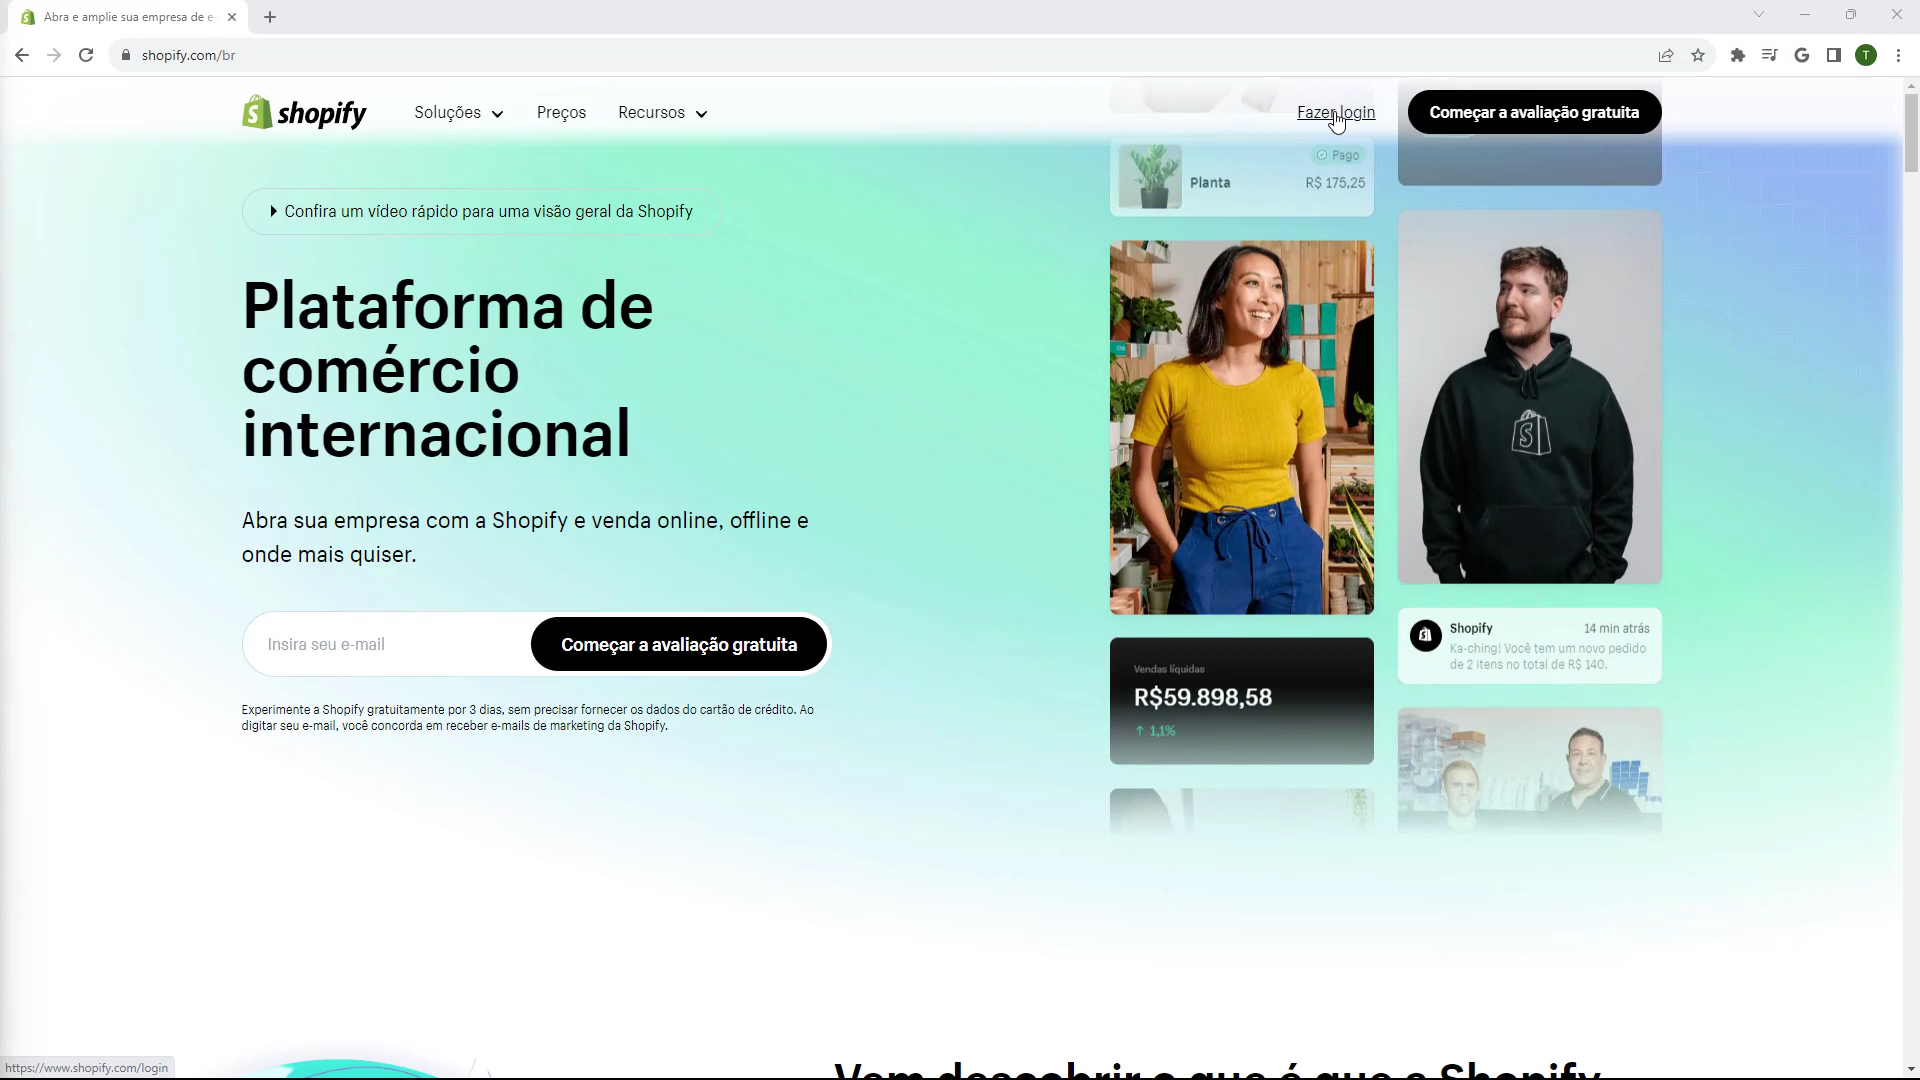 Abra e amplie sua empresa de e-
shopify.com/br
T
shopify
Soluções
Preços
Recursos
Fazer login
Começar a avaliação gratuita
Confira um vídeo rápido para uma visão geral da Shopify
Plataforma de
comércio
internacional
Abra sua empresa com a Shopify e venda online, offline e
onde mais quiser.
Insira seu e-mail
Começar a avaliação gratuita
Experimente a Shopify gratuitamente por 3 dias, sem precisar fornecer os dados do cartão de crédito. Ao
digitar seu e-mail, você concorda em receber e-mails de marketing da Shopify.
Pago
Planta
R$ 175,25
Vendas líquidas
R$59.898,58
↑ 1,1%
Shopify
14 min atrás
Ka-ching! Você tem um novo pedido
de 2 itens no total de R$ 140.
Vem descobrir o que é que a Shopify
https://www.shopify.com/login